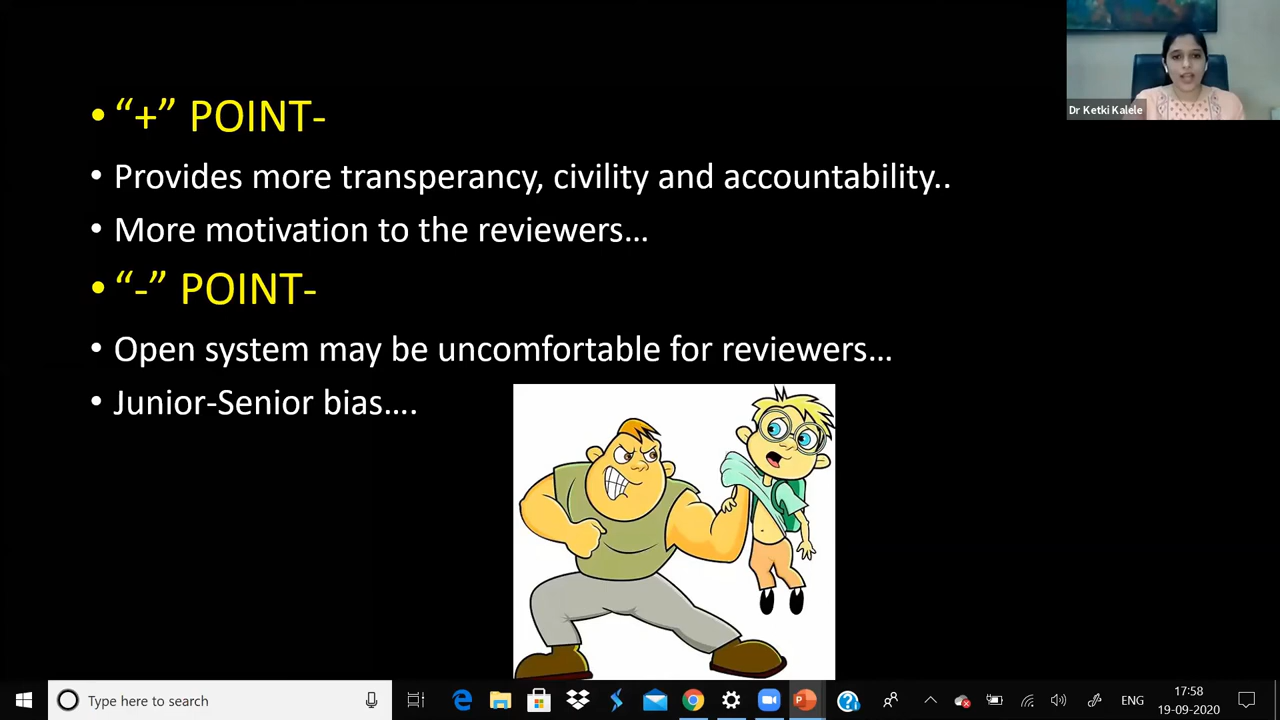 Dr Ketki Kalele
• “+” POINT-
• Provides more transperancy, civility and accountability..
• More motivation to the reviewers...
• “-” POINT-
• Open system may be uncomfortable for reviewers...
• Junior-Senior bias....
Type here to search
ENG
17:58
19-09-2020